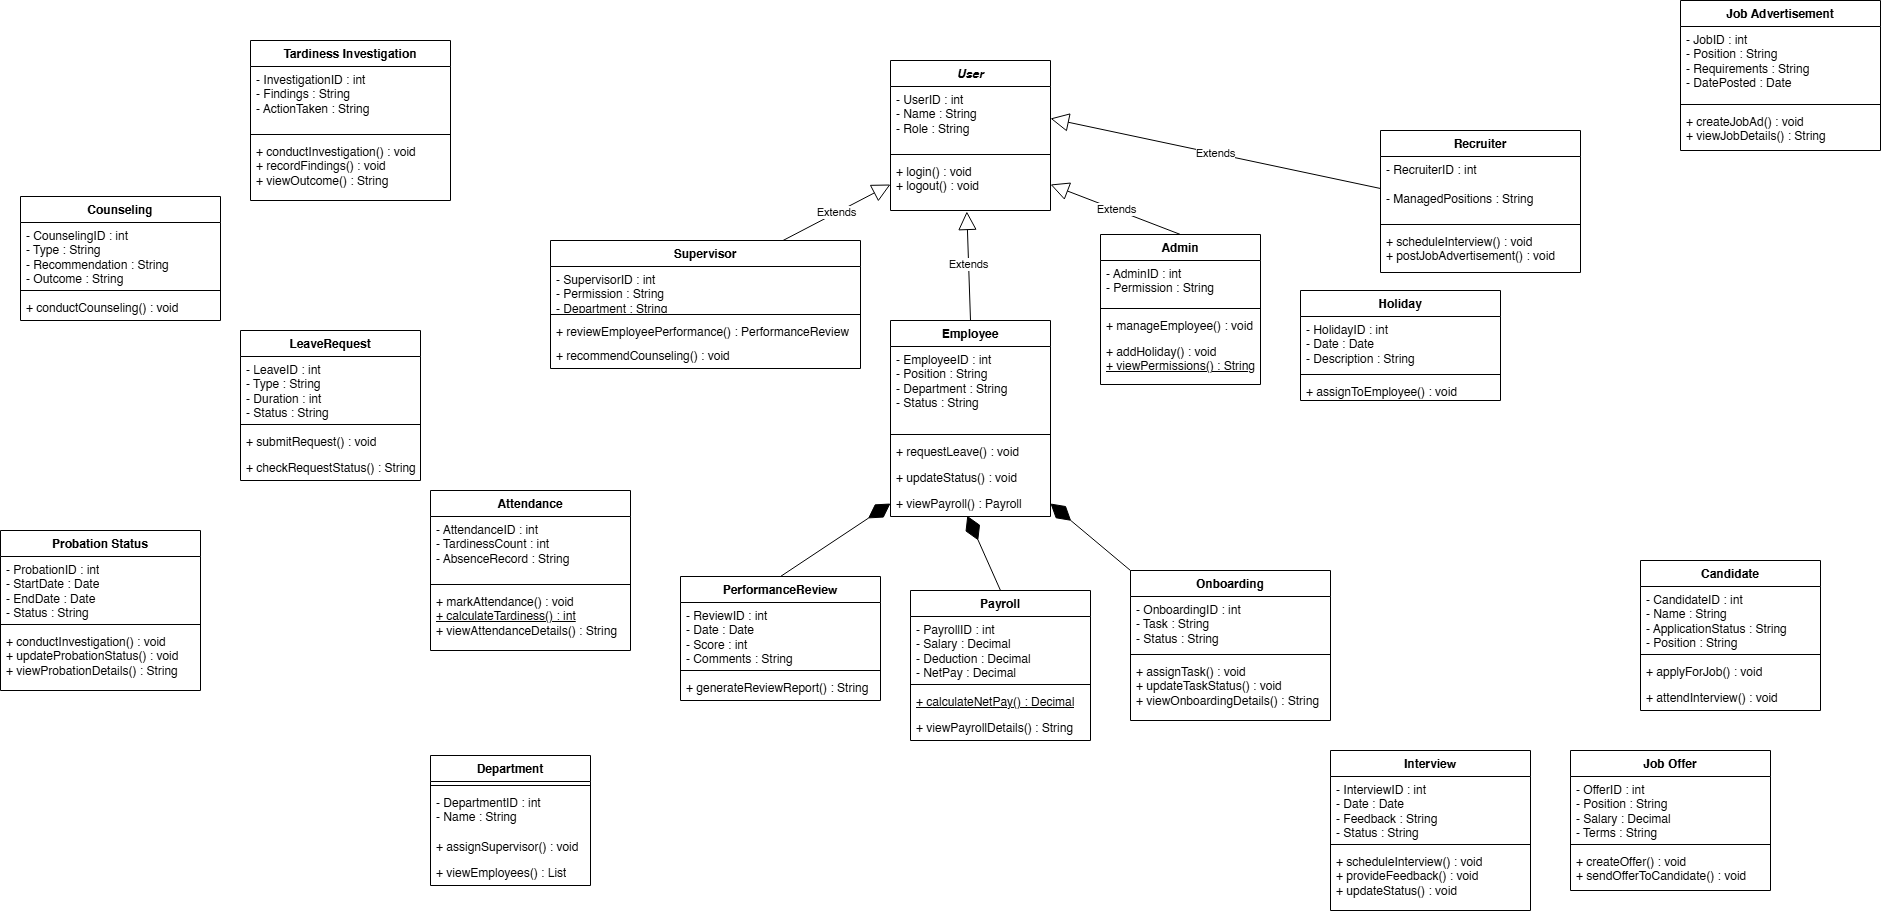 Job Advertisement
- JobID : int
- Position : String
- Requirements : String
- DatePosted : Date
+ createJobAd() : void
+ viewJobDetails() : String
Tardiness Investigation
- InvestigationID : int
- Findings : String
- ActionTaken : String
+ conductInvestigation() : void
+ recordFindings() : void
+ viewOutcome() : String
User
- UserID : int
- Name : String
- Role : String
+ login() : void
+ logout() : void
Extends
Recruiter
- RecruiterID : int
- ManagedPositions : String
+ scheduleInterview() : void
+ postJobAdvertisement() : void
Counseling
- CounselingID : int
- Type : String
- Recommendation : String
- Outcome : String
+ conductCounseling() : void
Extends
Extends
Extends
Supervisor
- SupervisorID : int
- Permission : String
- Department : String
+ reviewEmployeePerformance() : PerformanceReview
+ recommendCounseling() : void
Admin
- AdminID : int
- Permission : String
+ manageEmployee() : void
+ addHoliday() : void
+ viewPermissions() : String
Holiday
- HolidayID : int
- Date : Date
- Description : String
+ assignToEmployee() : void
LeaveRequest
- LeaveID : int
- Type : String
- Duration : int
- Status : String
+ submitRequest() : void
+ checkRequestStatus() : String
Employee
- EmployeeID : int
- Position : String
- Department : String
- Status : String
+ requestLeave() : void
+ updateStatus() : void
+ viewPayroll() : Payroll
Attendance
- AttendanceID : int
- TardinessCount : int
- AbsenceRecord : String
+ markAttendance() : void
+ calculateTardiness() : int
+ viewAttendanceDetails() : String
Probation Status
- ProbationID : int
- StartDate : Date
- EndDate : Date
- Status : String
+ conductInvestigation() : void
+ updateProbationStatus() : void
+ viewProbationDetails() : String
PerformanceReview
- ReviewID : int
- Date : Date
- Score : int
- Comments : String
+ generateReviewReport() : String
Payroll
- PayrollID : int
- Salary : Decimal
- Deduction : Decimal
- NetPay : Decimal
+ calculateNetPay() : Decimal
+ viewPayrollDetails() : String
Onboarding
- OnboardingID : int
- Task : String
- Status : String
+ assignTask() : void
+ updateTaskStatus() : void
+ viewOnboardingDetails() : String
Candidate
- CandidateID : int
- Name : String
- ApplicationStatus : String
- Position : String
+ applyForJob() : void
+ attendInterview() : void
Department
- DepartmentID : int
- Name : String
+ assignSupervisor() : void
+ viewEmployees() : List
Interview
- InterviewID : int
- Date : Date
- Feedback : String
- Status : String
+ scheduleInterview() : void
+ provideFeedback() : void
+ updateStatus() : void
Job Offer
- OfferID : int
- Position : String
- Salary : Decimal
- Terms : String
+ createOffer() : void
+ sendOfferToCandidate() : void